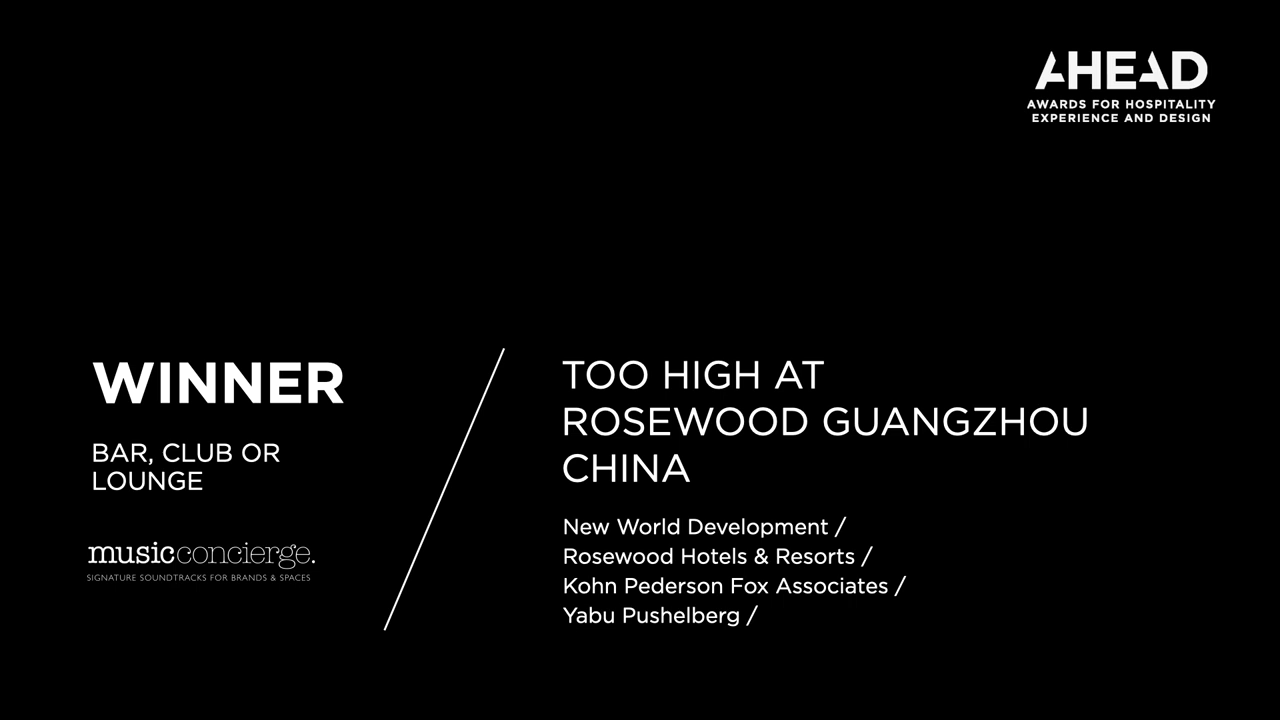 AHEAD
AWARDS FOR HOSPITALITY
EXPERIENCE AND DESIGN
WINNER
BAR, CLUB OR
LOUNGE
musicconcierge.
SIGNATURE SOUNDTRACKS FOR BRANDS & SPACES
TOO HIGH AT
ROSEWOOD GUANGZHOU
CHINA
New World Development /
Rosewood Hotels & Resorts /
Kohn Pederson Fox Associates /
Yabu Pushelberg /